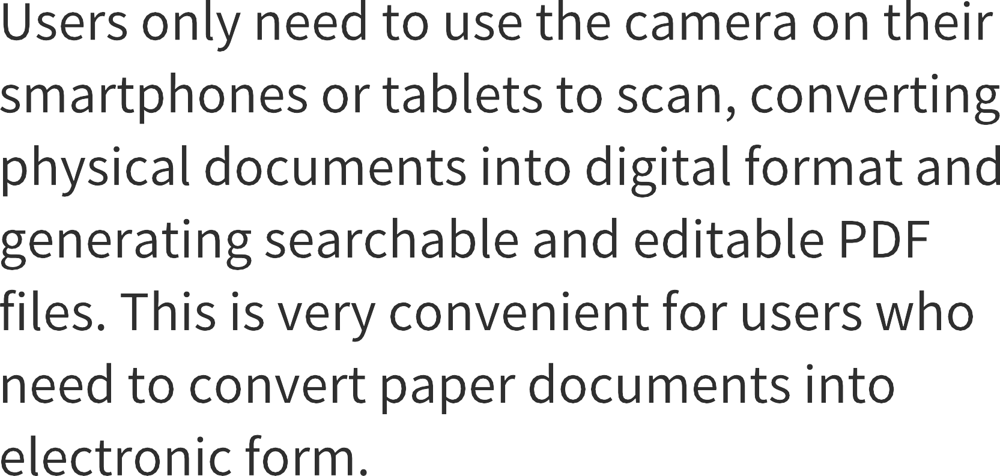 Users only need to use the camera on their
smartphones or tablets to scan, converting
physical documents into digital format and
generating searchable and editable PDF
files. This is very convenient for users who
need to convert paper documents into
electronic form.